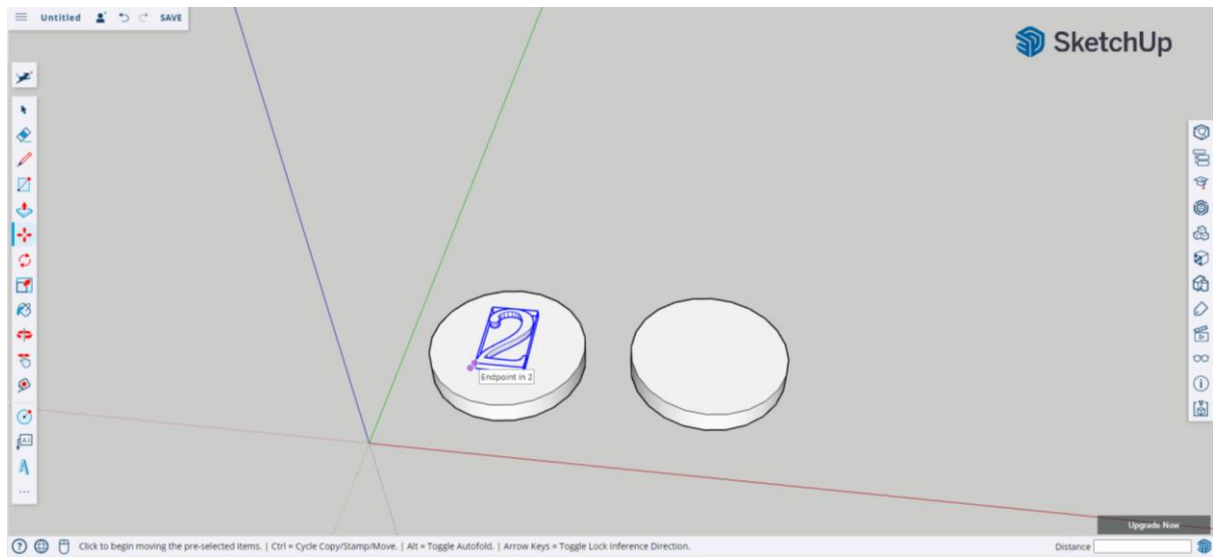 Untitled SAVE
SketchUp
2
Endpoint in 2
A1
A
Upgrade Now
Click to begin moving the pre-selected items. | Ctrl = Cycle Copy/Stamp/Move. | Alt = Toggle Autofold. | Arrow Keys = Toggle Lock Inference Direction. Distance